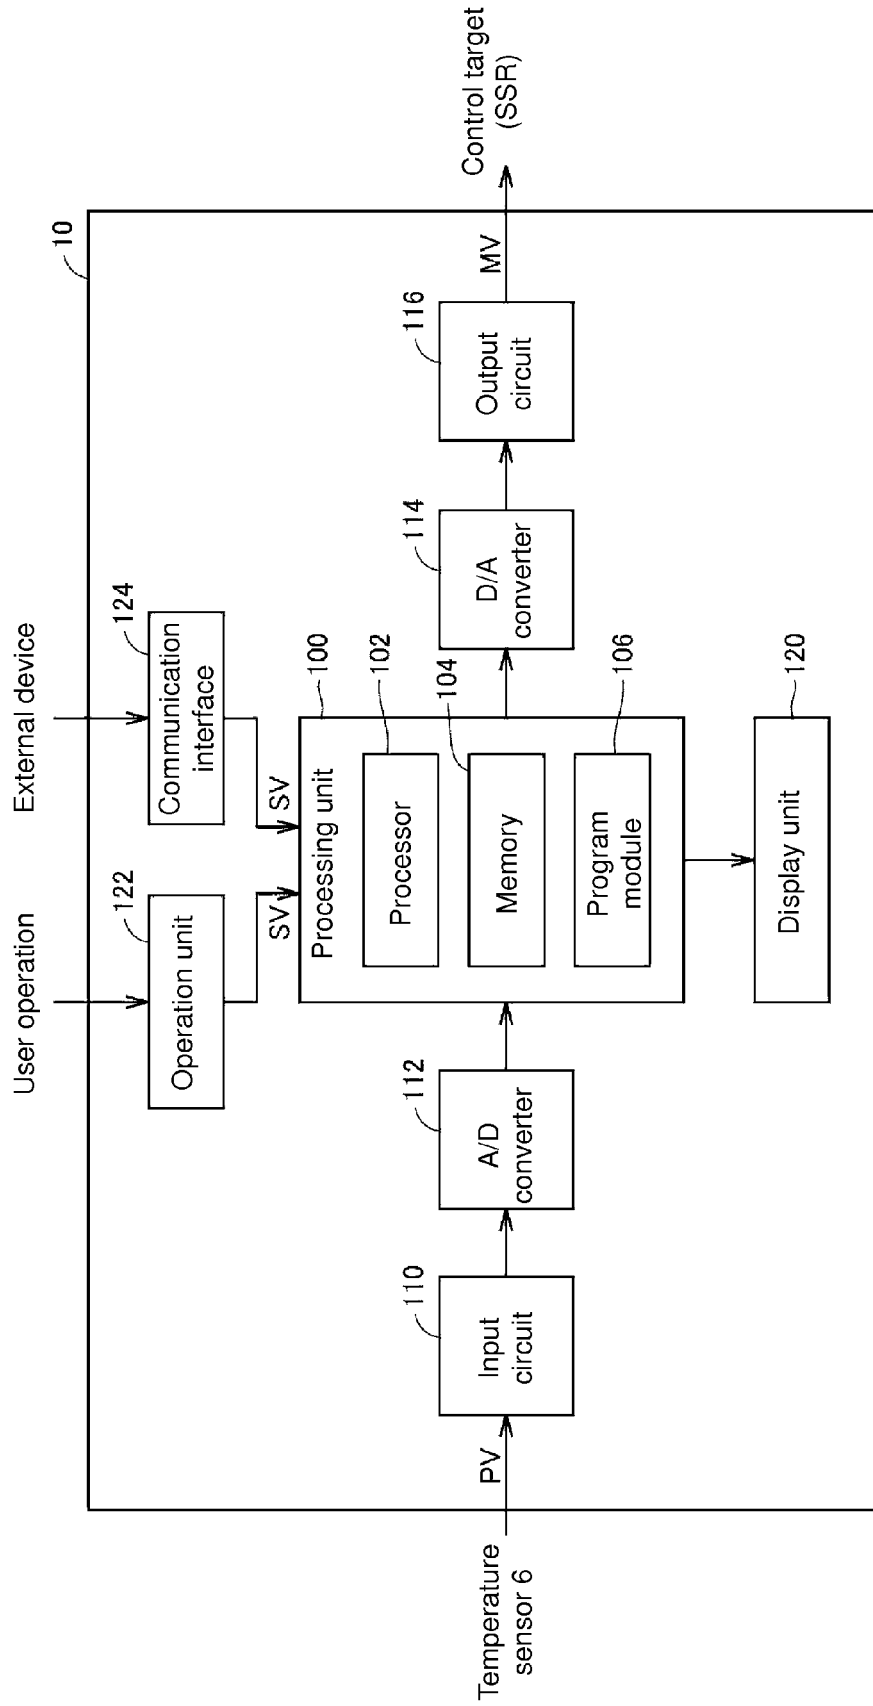 User operation
External device
10
122
Operation unit
124
Communication
interface
SV
SV
Temperature
sensor 6
PV
110
Input
circuit
112
A/D
converter
100
Processing unit
102
Processor
104
Memory
106
Program
module
114
D/A
converter
116
Output
circuit
MV
Control target
(SSR)
120
Display unit